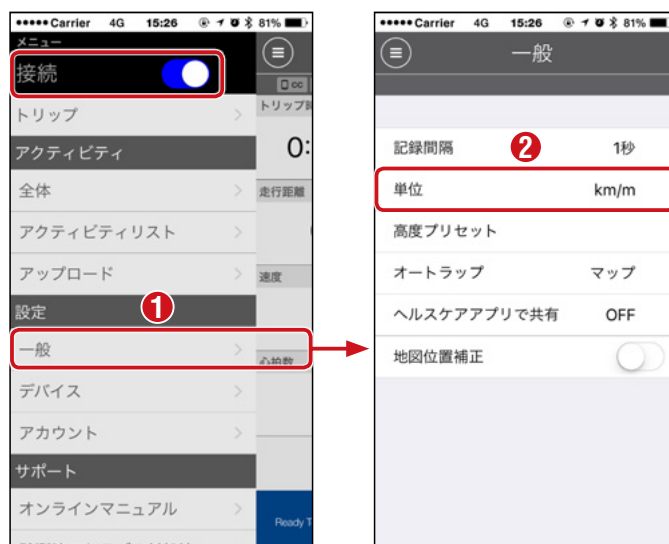 Carrier 4G 15:26 81%
メニュー
接続
トリップ
アクティビティ
全体
アクティビティリスト
アップロード
設定
1
一般
デバイス
アカウント
サポート
オンラインマニュアル
cc
トリップ
0:
走行距離
速度
心拍数
Ready T
Carrier 4G 15:26 81%
一般
2
記録間隔 1秒
単位 km/m
高度プリセット
オートラップ マップ
ヘルスケアアプリで共有 OFF
地図位置補正